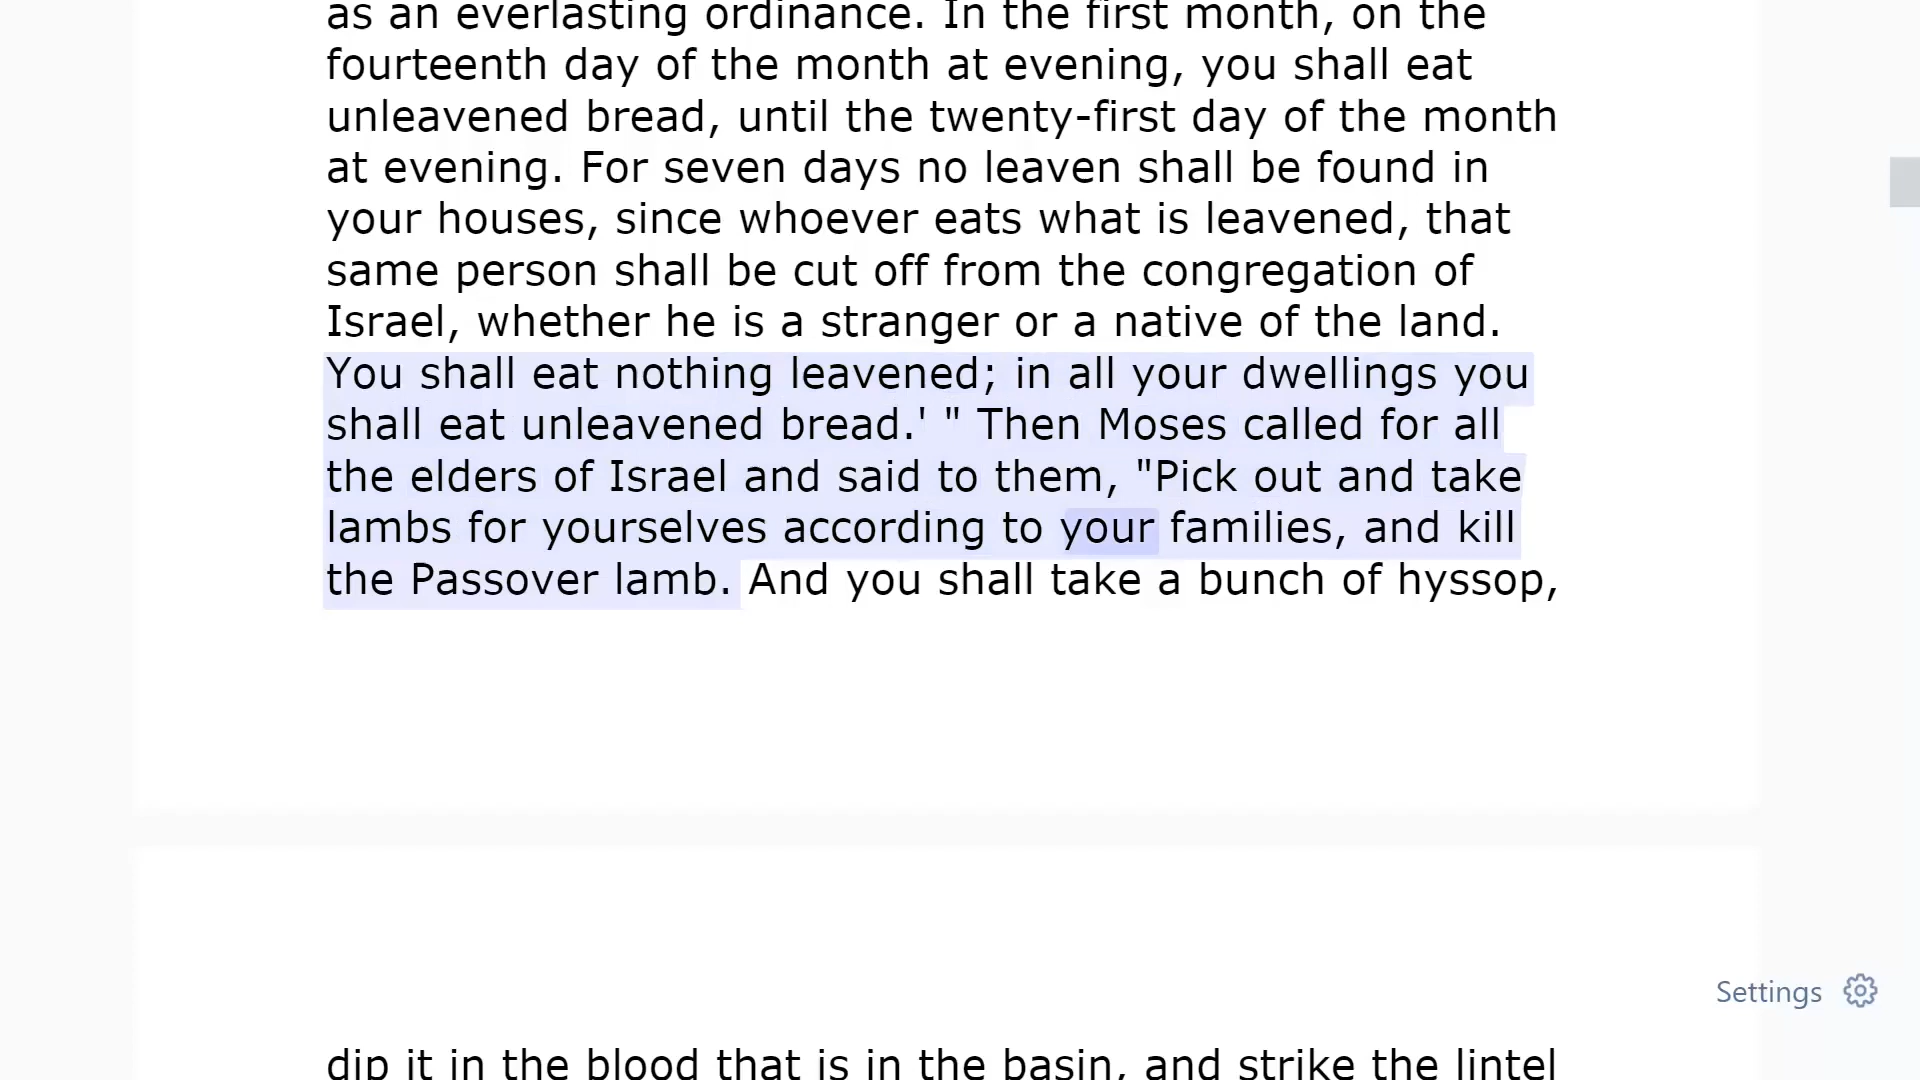 as an everlasting ordinance. In the first month, on the
fourteenth day of the month at evening, you shall eat
unleavened bread, until the twenty-first day of the month
at evening. For seven days no leaven shall be found in
your houses, since whoever eats what is leavened, that
same person shall be cut off from the congregation of
Israel, whether he is a stranger or a native of the land.
You shall eat nothing leavened; in all your dwellings you
shall eat unleavened bread.' " Then Moses called for all
the elders of Israel and said to them, "Pick out and take
lambs for yourselves according to your families, and kill
the Passover lamb. And you shall take a bunch of hyssop,
Settings
dip it in the blood that is in the basin, and strike the lintel